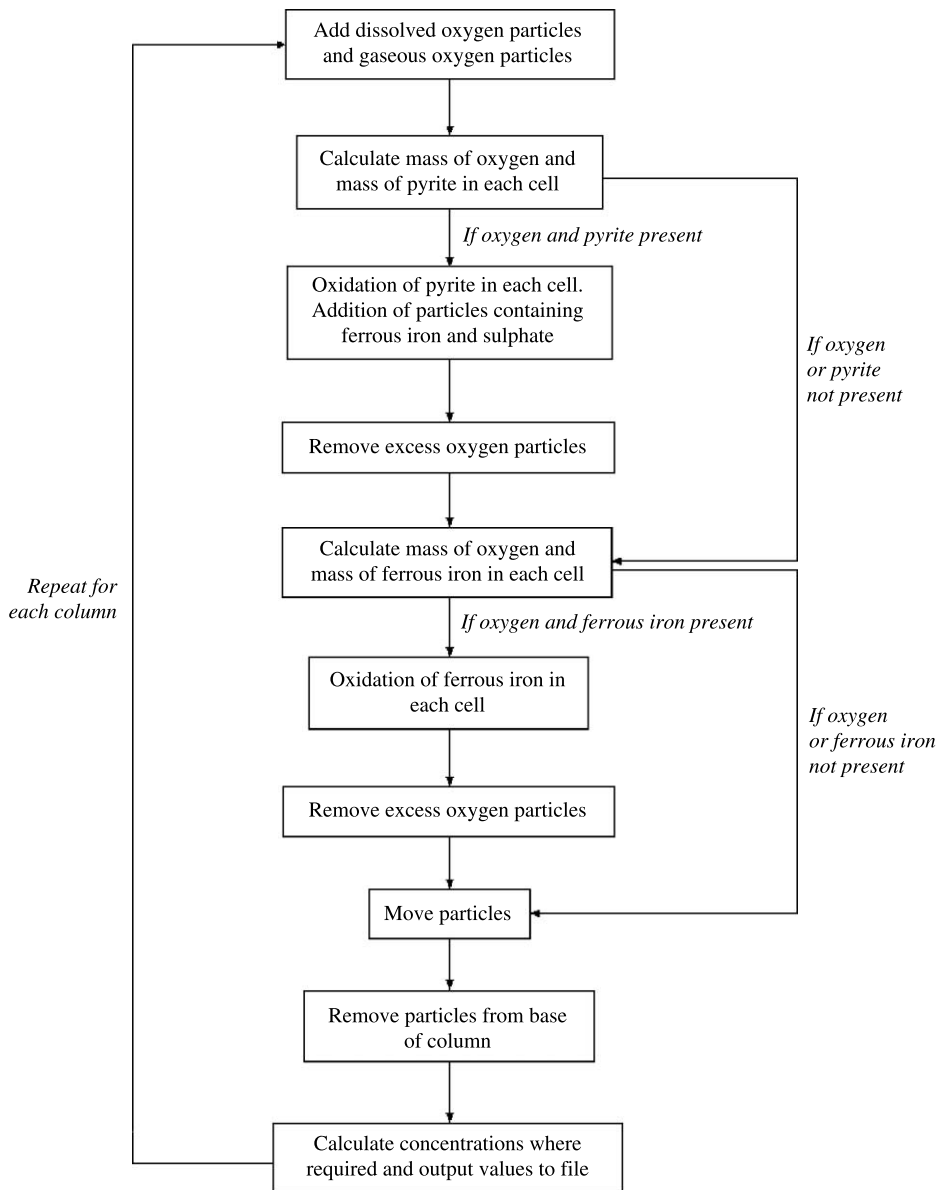 Add dissolved oxygen particles
and gaseous oxygen particles
Calculate mass of oxygen and
mass of pyrite in each cell
If oxygen and pyrite present
Oxidation of pyrite in each cell.
Addition of particles containing
ferrous iron and sulphate
If oxygen
or pyrite
not present
Remove excess oxygen particles
Calculate mass of oxygen and
mass of ferrous iron in each cell
Repeat for
each column
If oxygen and ferrous iron present
Oxidation of ferrous iron in
each cell
If oxygen
or ferrous iron
not present
Remove excess oxygen particles
Move particles
Remove particles from base
of column
Calculate concentrations where
required and output values to file